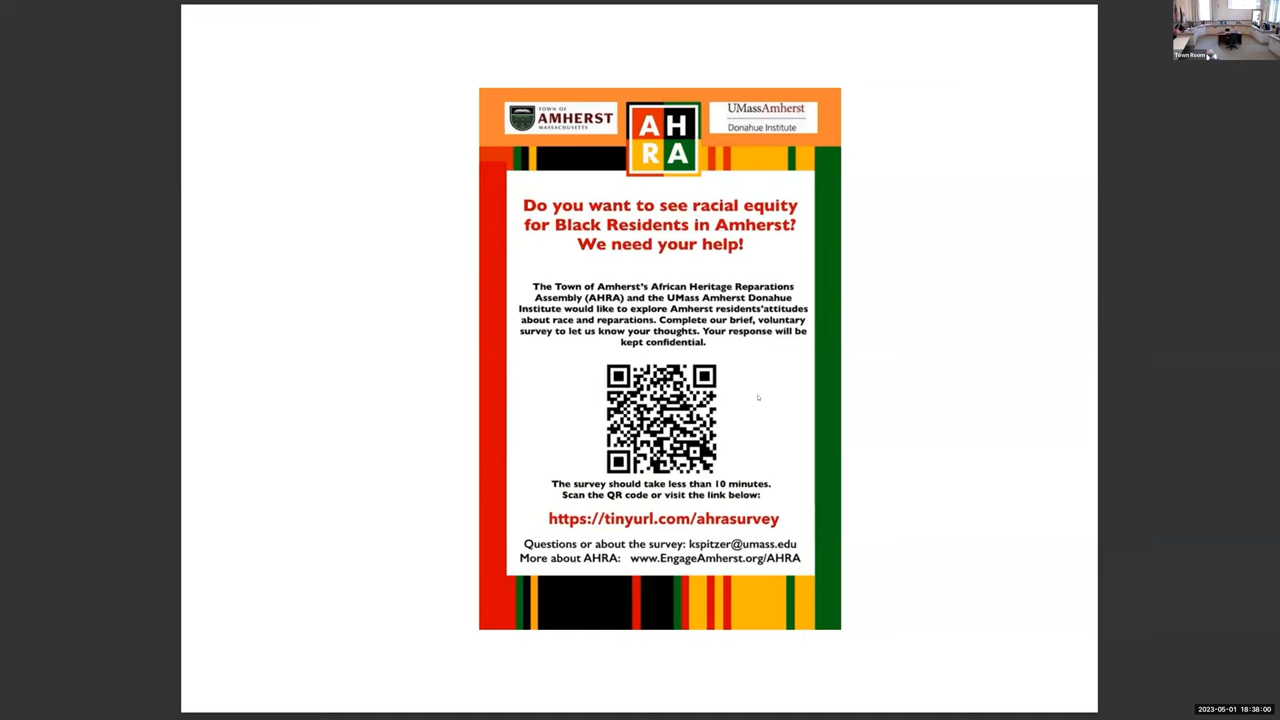 TOWN OF
AMHERST
MASSACHUSETTS
AH
RA
UMassAmherst
Donahue Institute
Town Room
Do you want to see racial equity
for Black Residents in Amherst?
We need your help!
The Town of Amherst's African Heritage Reparations
Assembly (AHRA) and the UMass Amherst Donahue
Institute would like to explore Amherst residents'attitudes
about race and reparations. Complete our brief, voluntary
survey to let us know your thoughts. Your response will be
kept confidential.
The survey should take less than 10 minutes.
Scan the QR code or visit the link below:
https://tinyurl.com/ahrasurvey
Questions or about the survey: kspitzer@umass.edu
More about AHRA: www.EngageAmherst.org/AHRA
2023-05-01 18:38:00